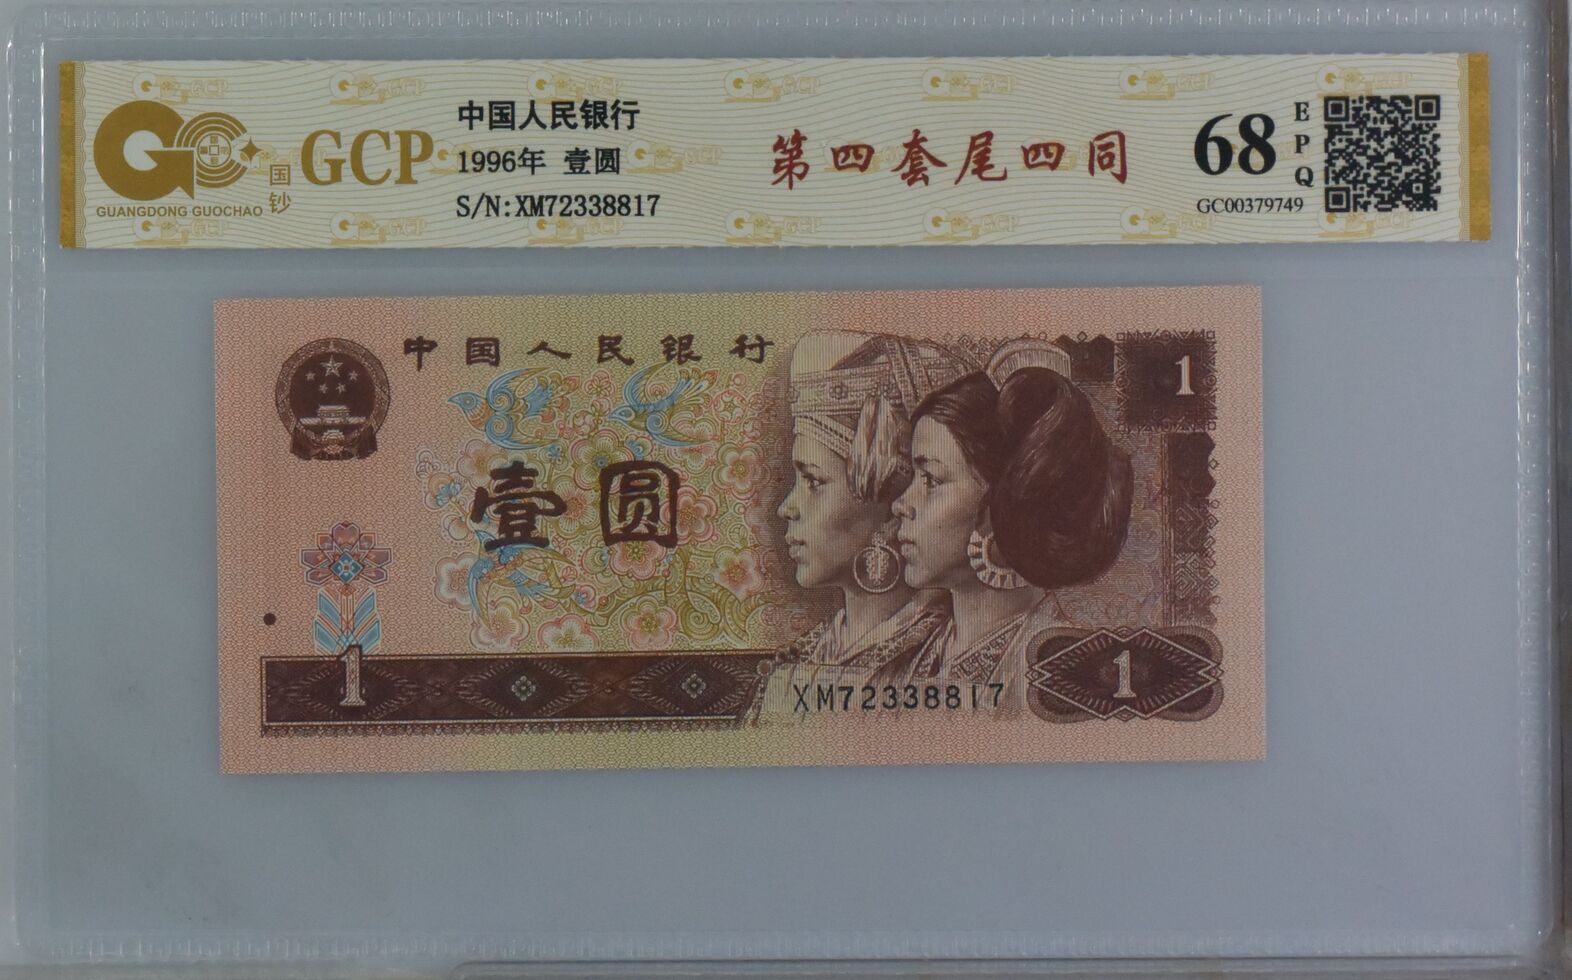 GCP
国钞
GUANGDONG GUOCHAO
中国人民银行
1996年 壹圆
S/N:XM72338817
第四套尾四同
68
EPQ
GC00379749
中国人民银行
1
壹圆
1
XM72338817
1